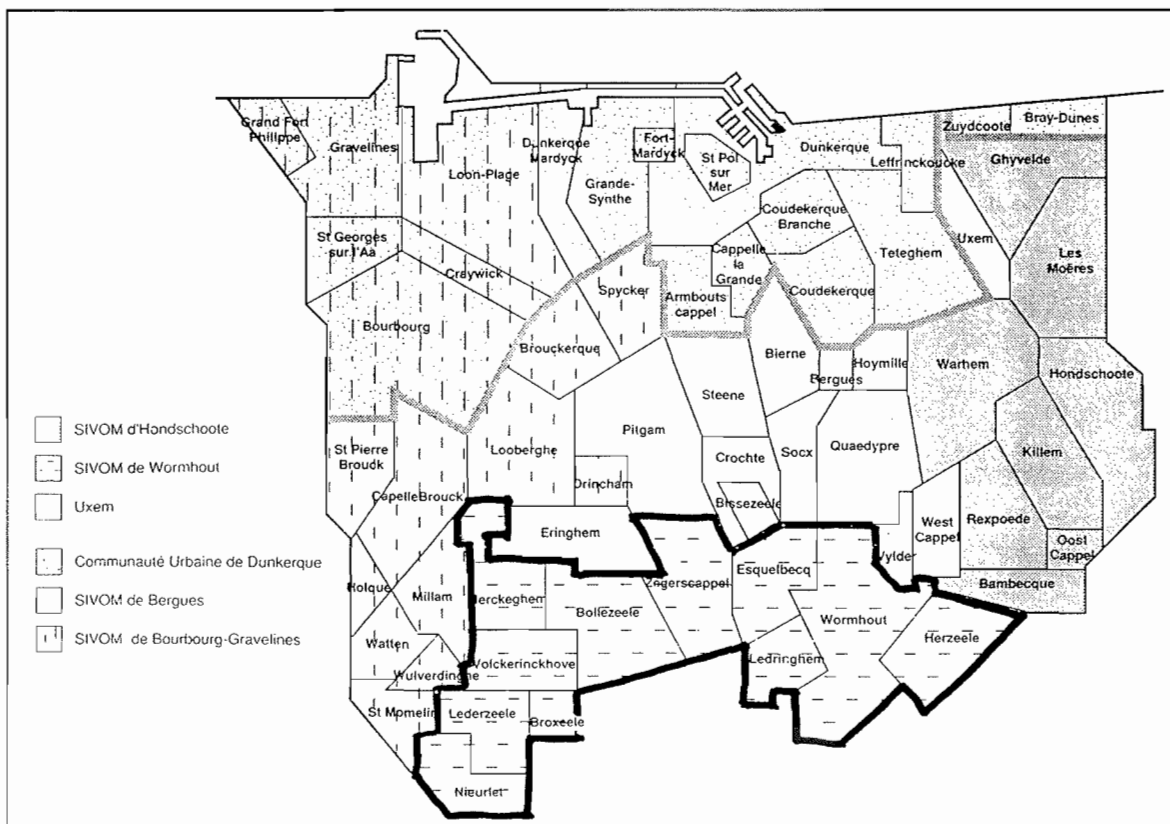 Grand Fort
Philippe
Gravelines
Loon-Plage
Dunkerque
Mardyck
Fort-
Mardyck
Grande-
Synthe
St Pol
sur
Mer
Dunkerque
Leffrinckoucke
Zuydcoote
Bray-Dunes
Ghyvelde
St Georges
sur l'Aa
Craywick
Bourbourg
Spycker
Brouckerque
Armbouts
cappel
Cappelle
la
Grande
Coudekerque
Branche
Coudekerque
Teteghem
Uxem
Les
Moëres
Bierne
Bergues
Hoymille
Warhem
Hondschoote
Steene
Pitgam
Socx
Quaedypre
Killem
Crochte
Looberghe
Drincham
Bissezeele
St Pierre
Brouck
CapelleBrouck
Eringhem
West
Cappel
Rexpoede
Oost
Cappel
Vylder
Bambecque
Holque
Millam
Merckeghem
Bollezeele
Zegerscappel
Esquelbecq
Wormhout
Herzeele
Ledringhem
Watten
Wulverdinghe
Volckerinckhove
St Momelin
Lederzeele
Broxeele
Nieurlet
SIVOM d'Hondschoote
SIVOM de Wormhout
Uxem
Communauté Urbaine de Dunkerque
SIVOM de Bergues
SIVOM de Bourbourg-Gravelines